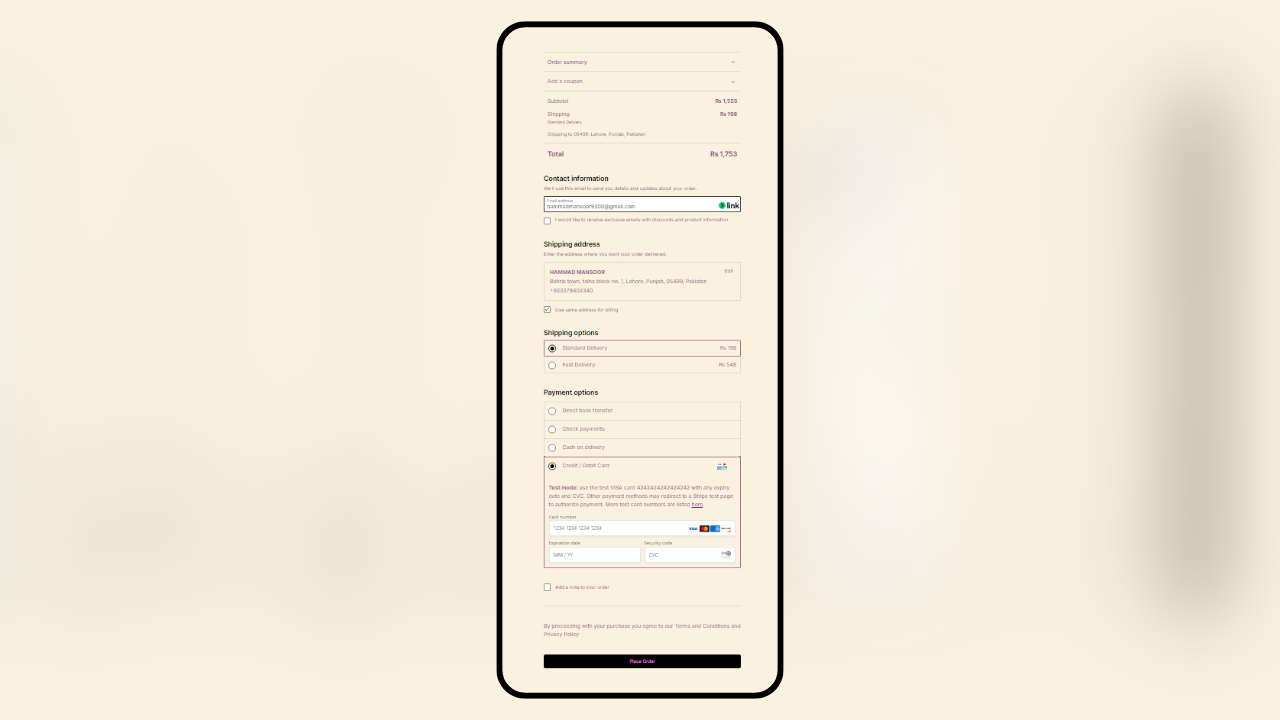 Order summary
Add a coupon
Subtotal Rs 1,555
Shipping Rs 198
Standard Delivery
Shipping to 05499, Lahore, Punjab, Pakistan
Total Rs 1,753
Contact information
We'll use this email to send you details and updates about your order.
Email address
hammadmansoor9300@gmail.com link
I would like to receive exclusive emails with discounts and product information
Shipping address
Enter the address where you want your order delivered.
HAMMAD MANSOOR Edit
Bahria town, talha block no. 1, Lahore, Punjab, 05499, Pakistan
Use same address for billing
Shipping options
Standard Delivery Rs 198
Fast Delivery Rs 548
Payment options
Direct bank transfer
Check payments
Cash on delivery
Credit / Debit Card
Test mode: use the test VISA card 4242424242424242 with any expiry
date and CVC. Other payment methods may redirect to a Stripe test page
to authorize payment. More test card numbers are listed here.
Card number
1234 1234 1234 1234 VISA
Expiration date Security code
MM / YY CVC
Add a note to your order
By proceeding with your purchase you agree to our Terms and Conditions and
Privacy Policy
Place Order